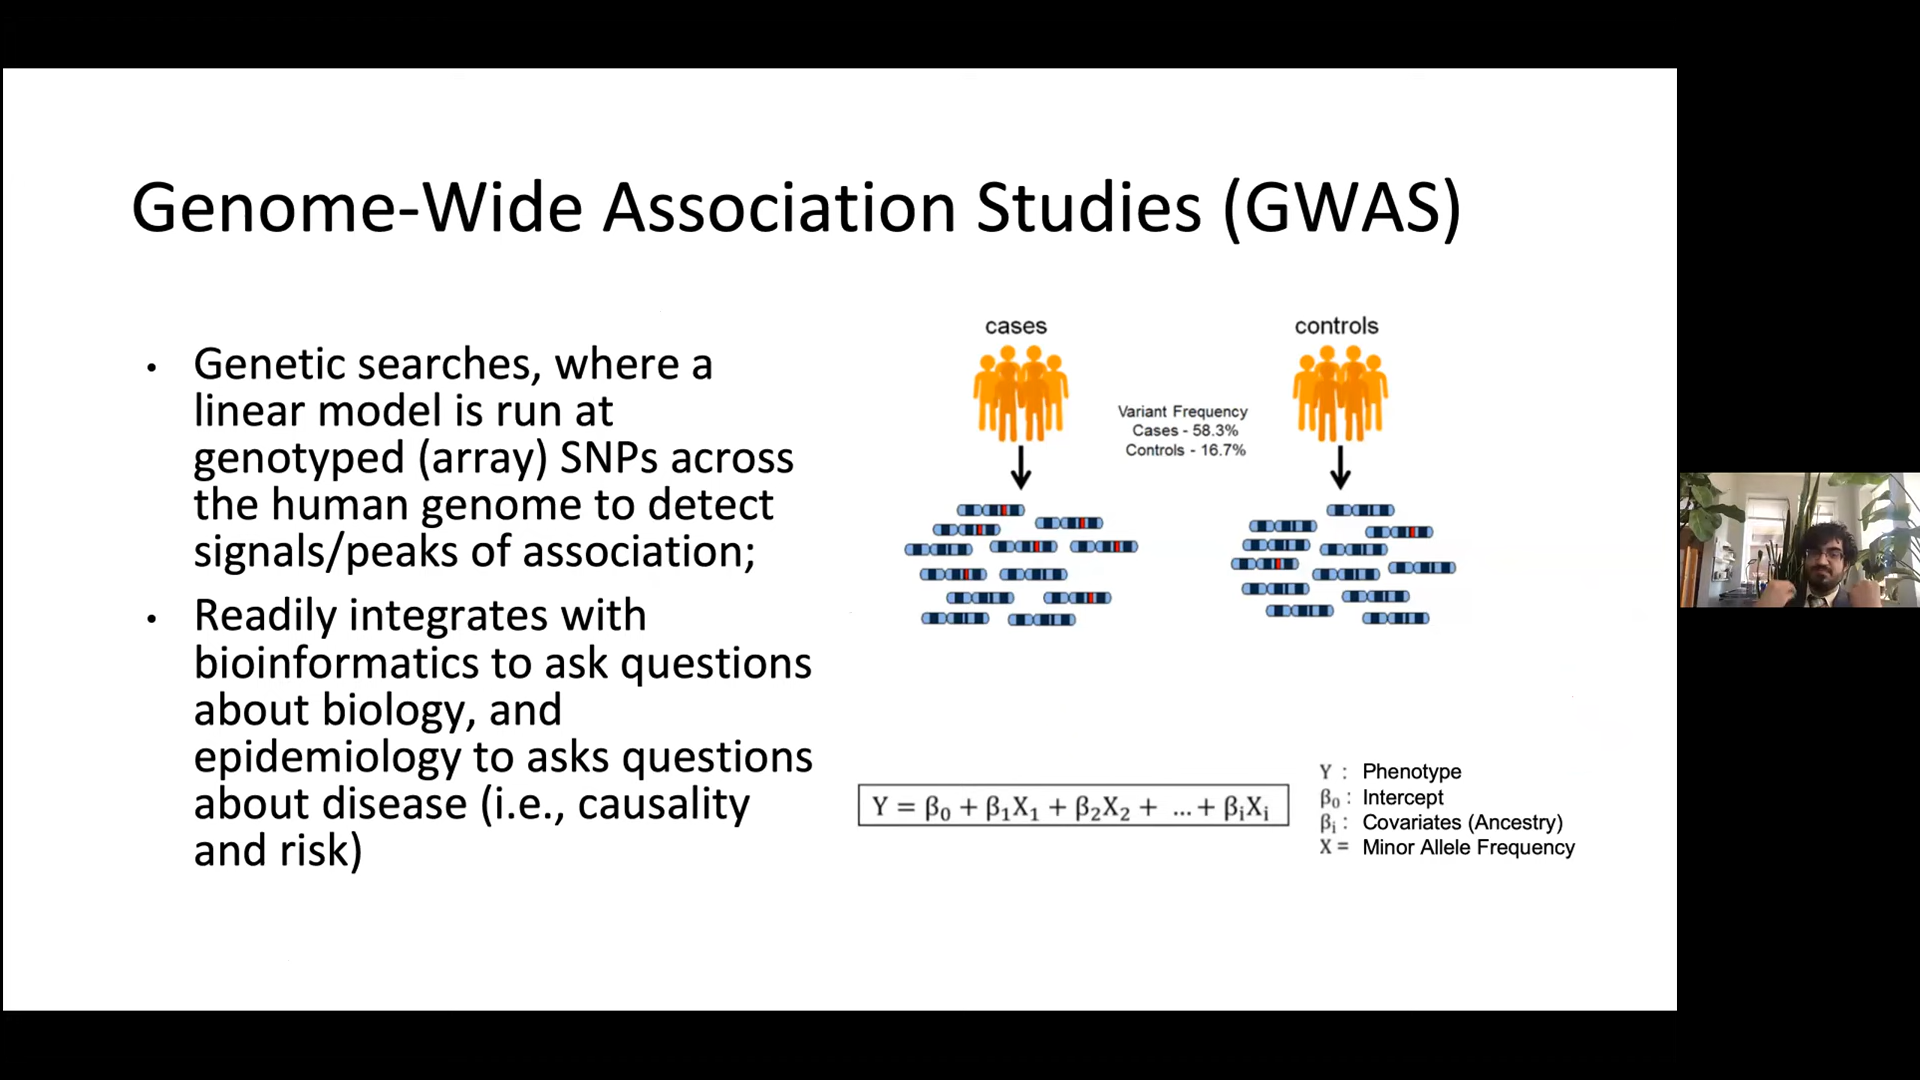 Genome-Wide Association Studies (GWAS)
• Genetic searches, where a
linear model is run at
genotyped (array) SNPs across
the human genome to detect
signals/peaks of association;
• Readily integrates with
bioinformatics to ask questions
about biology, and
epidemiology to asks questions
about disease (i.e., causality
and risk)
cases
controls
Variant Frequency
Cases - 58.3%
Controls - 16.7%
Y = β₀ + β₁X₁ + β₂X₂ + ...+ βᵢXᵢ
Y : Phenotype
β₀ : Intercept
βᵢ : Covariates (Ancestry)
X = Minor Allele Frequency